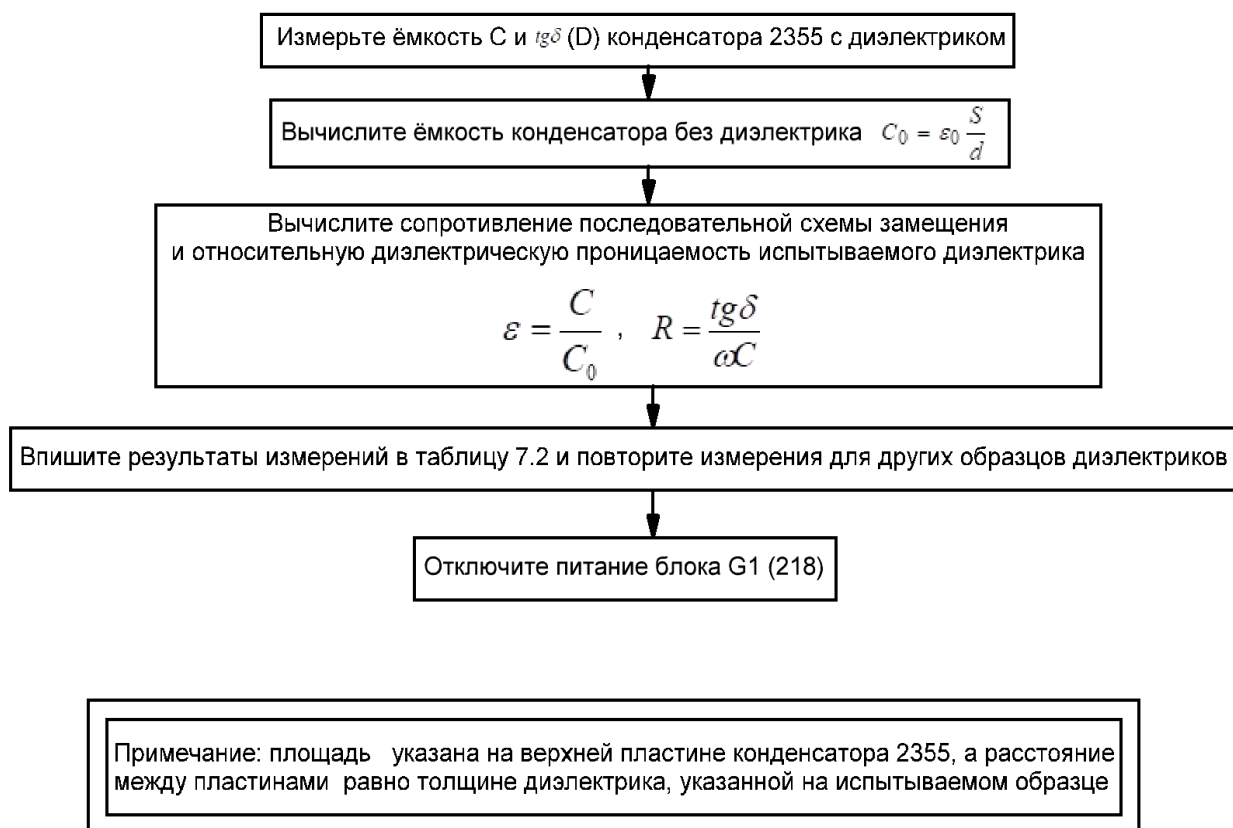 Измерьте ёмкость C и tgδ (D) конденсатора 2355 с диэлектриком
Вычислите ёмкость конденсатора без диэлектрика C₀ = ε₀ S/d
Вычислите сопротивление последовательной схемы замещения
и относительную диэлектрическую проницаемость испытываемого диэлектрика
ε = C/C₀ , R = tgδ/ωC
Впишите результаты измерений в таблицу 7.2 и повторите измерения для других образцов диэлектриков
Отключите питание блока G1 (218)
Примечание: площадь указана на верхней пластине конденсатора 2355, а расстояние
между пластинами равно толщине диэлектрика, указанной на испытываемом образце